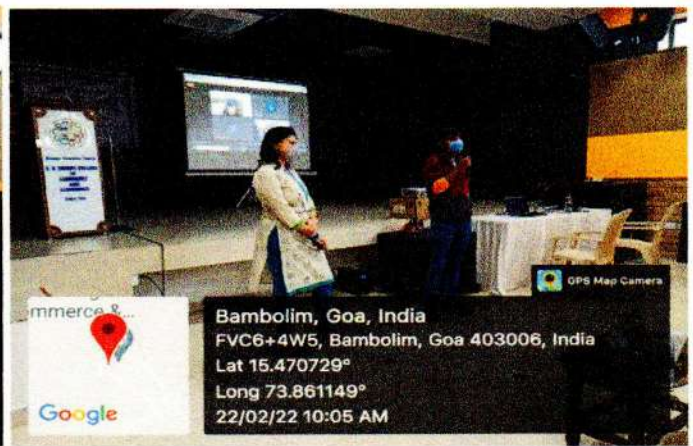 GPS Map Camera
mmerce &...
Google
Bambolim, Goa, India
FVC6+4W5, Bambolim, Goa 403006, India
Lat 15.470729°
Long 73.861149°
22/02/22 10:05 AM